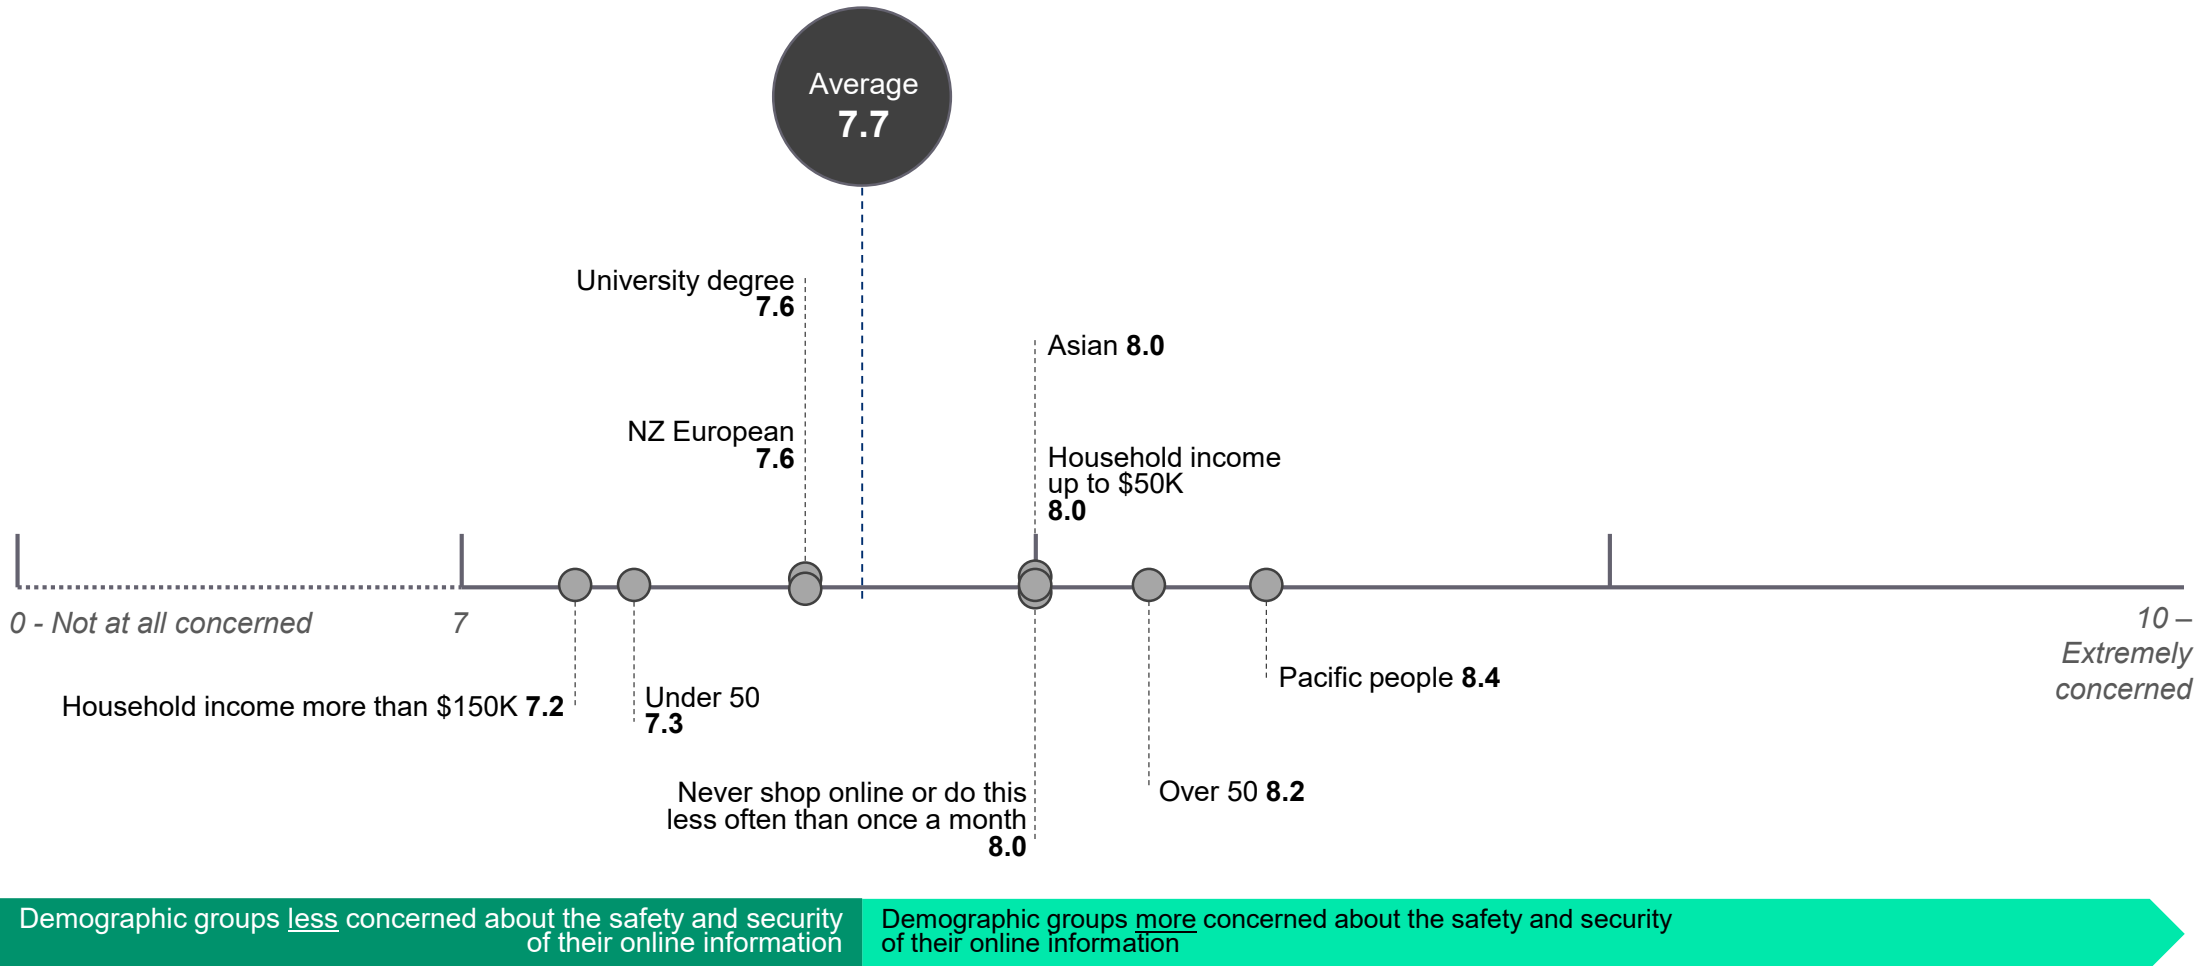 Average
7.7
University degree
7.6
Asian 8.0
NZ European
7.6
Household income
up to $50K
8.0
0 - Not at all concerned
7
10 –
Extremely
concerned
Household income more than $150K 7.2
Under 50
7.3
Pacific people 8.4
Never shop online or do this
less often than once a month
8.0
Over 50 8.2
Demographic groups less concerned about the safety and security
of their online information
Demographic groups more concerned about the safety and security
of their online information